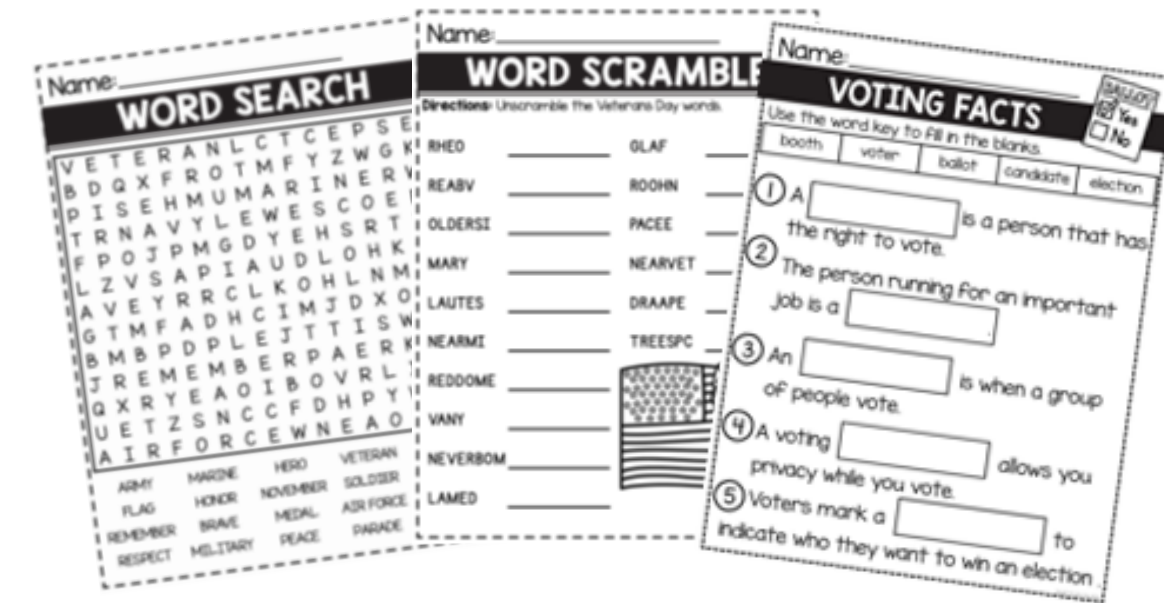 Name:
WORD SEARCH
V E T E R A N L C T C E P S E
B D Q X F R O T M F Y Z W G K
P I S E H M U M A R I N E R
T R N A V Y L E W E S C O E
F P O J P M G D Y E H S R T
L Z V S A P I A U D L O H K
A V E Y R R C L K O H L N M
G T M F A D H C I M J D X O
B M B P D P L E J T T I S W
J R E M E M B E R P A E R K
Q X R Y E A O I B O V R L
U E T Z S N C C F D H P Y
A I R F O R C E W N E A O
ARMY MARINE HERO VETERAN
FLAG HONOR NOVEMBER SOLDIER
REMEMBER BRAVE MEDAL AIR FORCE
RESPECT MILITARY PEACE PARADE
Name:
WORD SCRAMBLE
Directions: Unscramble the Veterans Day words.
RHEO GLAF
REABV ROOHN
OLDERSI PACEE
MARY NEARVET
LAUTES DRAAPE
NEARMI TREESPC
REDDOME
VANY
NEVERBOM
LAMED
Name:
VOTING FACTS
BALLOT
Yes
No
Use the word key to fill in the blanks.
booth voter ballot candidate election
1 A is a person that has
the right to vote.
2 The person running for an important
job is a
3 An is when a group
of people vote.
4 A voting allows you
privacy while you vote.
5 Voters mark a to
indicate who they want to win an election.